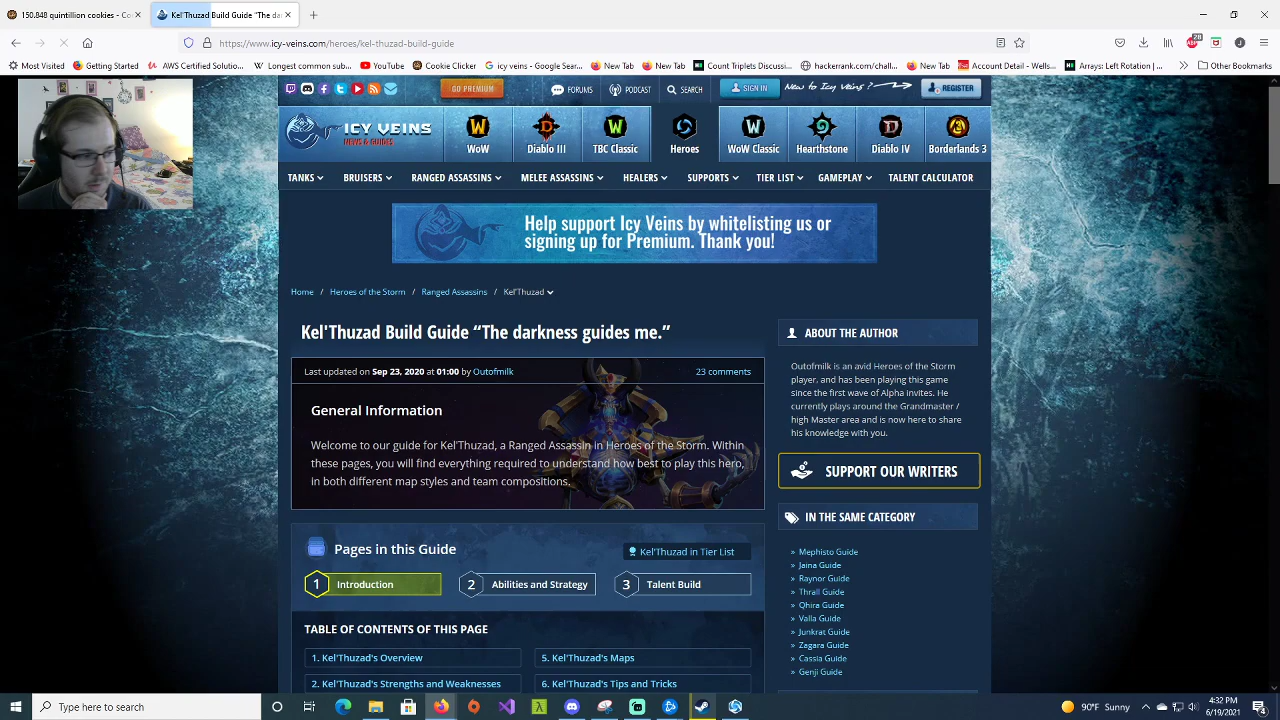 150.848 quintillion cookies - Co
Kel'Thuzad Build Guide “The da
https://www.icy-veins.com/heroes/kel-thuzad-build-guide
28
Most Visited
Getting Started
AWS Certified Solution...
Longest common sub...
YouTube
Cookie Clicker
icy veins - Google Sear...
New Tab
New Tab
Count Triplets Discussi...
hackerrank.com/chall...
New Tab
Account Detail - Wells...
Arrays: Left Rotation | ...
Other Bookmarks
GO PREMIUM
FORUMS
PODCAST
SEARCH
SIGN IN
New to Icy Veins?
REGISTER
ICY VEINS
NEWS & GUIDES
WoW
Diablo III
TBC Classic
Heroes
WoW Classic
Hearthstone
Diablo IV
Borderlands 3
TANKS
BRUISERS
RANGED ASSASSINS
MELEE ASSASSINS
HEALERS
SUPPORTS
TIER LIST
GAMEPLAY
TALENT CALCULATOR
Help support Icy Veins by whitelisting us or
signing up for Premium. Thank you!
Home / Heroes of the Storm / Ranged Assassins / Kel'Thuzad
Kel'Thuzad Build Guide “The darkness guides me.”
Last updated on Sep 23, 2020 at 01:00 by Outofmilk
23 comments
General Information
Welcome to our guide for Kel'Thuzad, a Ranged Assassin in Heroes of the Storm. Within
these pages, you will find everything required to understand how best to play this hero,
in both different map styles and team compositions.
Pages in this Guide
Kel'Thuzad in Tier List
1 Introduction
2 Abilities and Strategy
3 Talent Build
TABLE OF CONTENTS OF THIS PAGE
1. Kel'Thuzad's Overview
5. Kel'Thuzad's Maps
2. Kel'Thuzad's Strengths and Weaknesses
6. Kel'Thuzad's Tips and Tricks
ABOUT THE AUTHOR
Outofmilk is an avid Heroes of the Storm
player, and has been playing this game
since the first wave of Alpha invites. He
currently plays around the Grandmaster /
high Master area and is now here to share
his knowledge with you.
SUPPORT OUR WRITERS
IN THE SAME CATEGORY
» Mephisto Guide
» Jaina Guide
» Raynor Guide
» Thrall Guide
» Qhira Guide
» Valla Guide
» Junkrat Guide
» Zagara Guide
» Cassia Guide
» Genji Guide
Type here to search
90°F Sunny
4:32 PM
6/19/2021